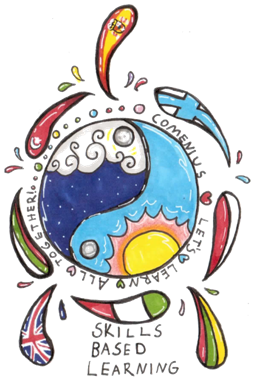 COMENIUS ♥ LET'S ♥ LEARN ♥ ALL ♥ TOGETHER!
SKILLS
BASED
LEARNING